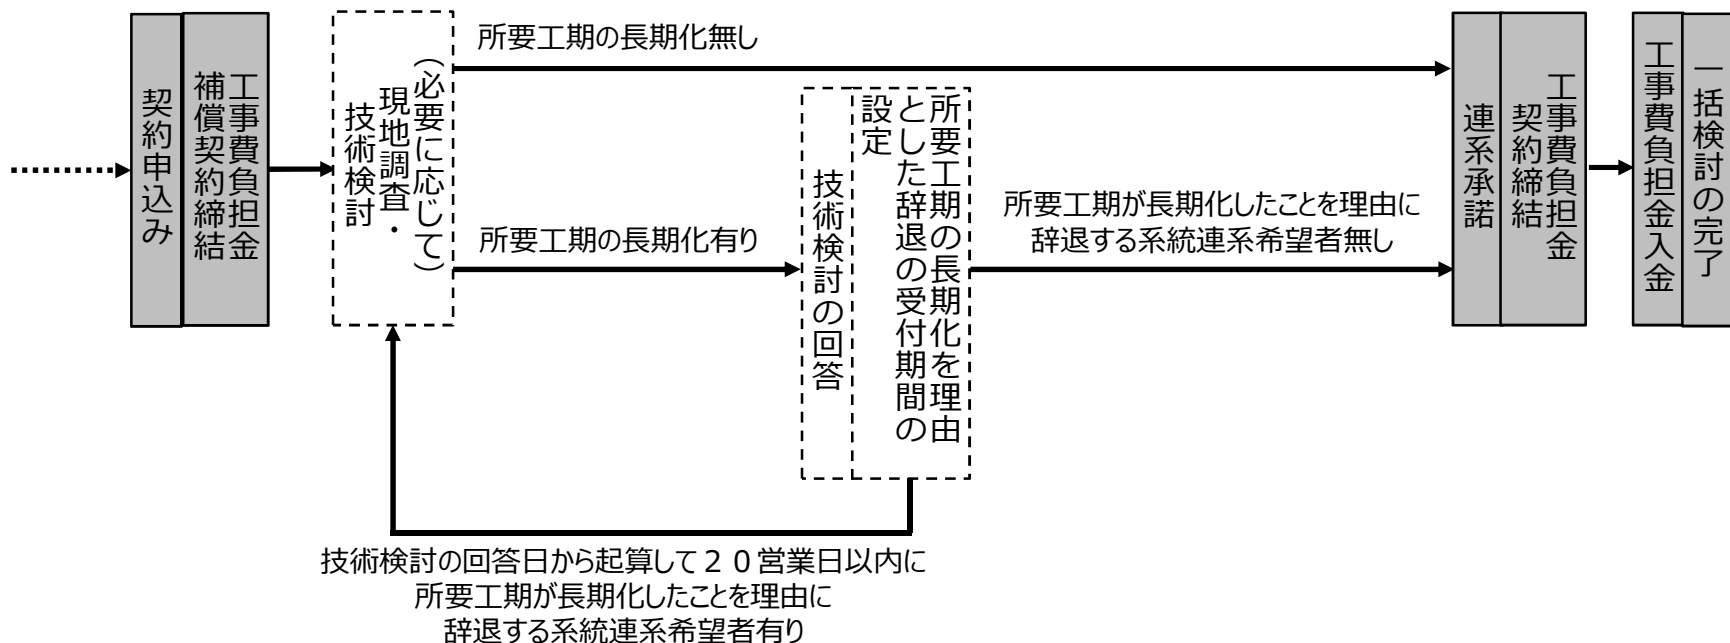 契約申込み
工事費負担金
補償契約締結
(必要に応じて)
現地調査・
技術検討
所要工期の長期化無し
所要工期の長期化有り
技術検討の回答
所要工期の長期化を理由
とした辞退の受付期間の
設定
所要工期が長期化したことを理由に
辞退する系統連系希望者無し
技術検討の回答日から起算して20営業日以内に
所要工期が長期化したことを理由に
辞退する系統連系希望者有り
連系承諾
工事費負担金
契約締結
工事費負担金入金
一括検討の完了